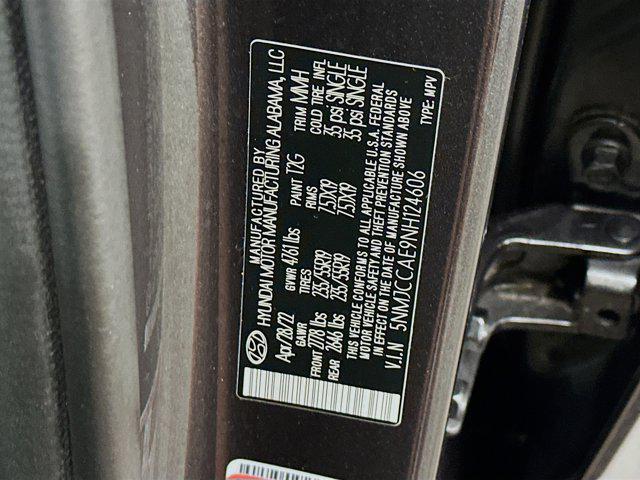 MANUFACTURED BY
HYUNDAI MOTOR MANUFACTURING ALABAMA, LLC
Apr/28/22 GVWR 4761 lbs PAINT T2G TRIM MMH
GAWR TIRES RIMS COLD TIRE INFL
FRONT 2778 lbs 235/55R19 7.5JX19 35 psi SINGLE
REAR 2646 lbs 235/55R19 7.5JX19 35 psi SINGLE
THIS VEHICLE CONFORMS TO ALL APPLICABLE U.S.A. FEDERAL
MOTOR VEHICLE SAFETY AND THEFT PREVENTION STANDARDS
IN EFFECT ON THE DATE OF MANUFACTURE SHOWN ABOVE
V.I.N 5NMJCCAE9NH124606 TYPE: MPV